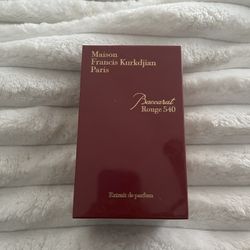 Maison
Francis Kurkdjian
Paris
Baccarat
Rouge 540
Extrait de parfum